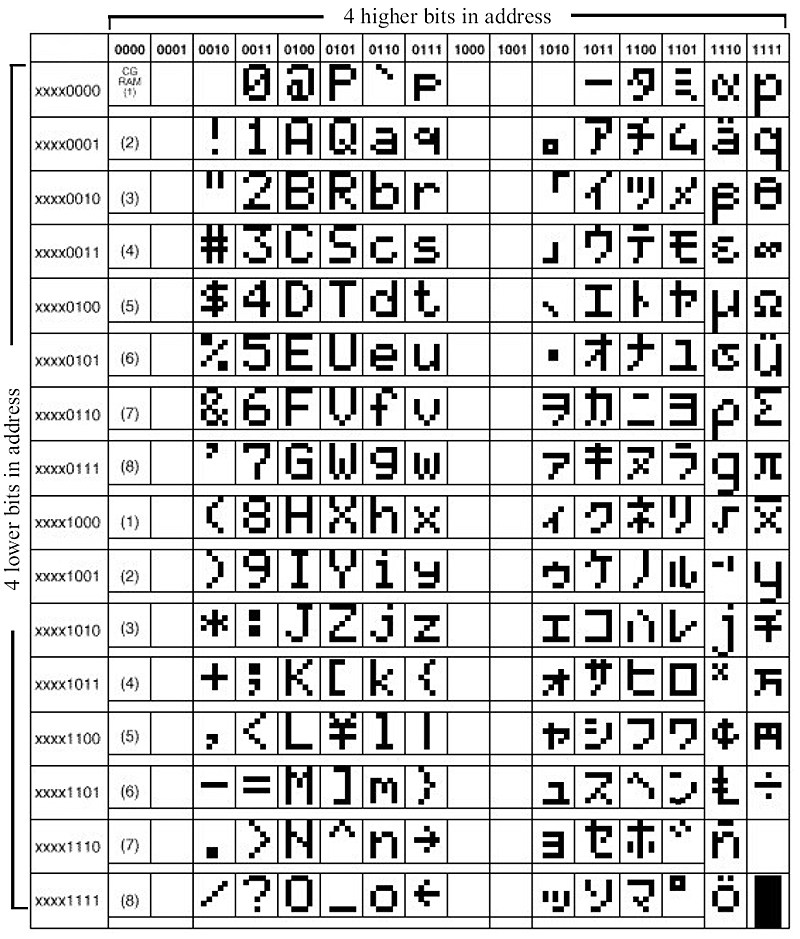 4 higher bits in address
4 lower bits in address
0000 0001 0010 0011 0100 0101 0110 0111 1000 1001 1010 1011 1100 1101 1110 1111
xxxx0000 CG RAM (1) 0 @ P ` p ー タ ミ α p
xxxx0001 (2) ! 1 A Q a q 。 ア チ ム ä q
xxxx0010 (3) " 2 B R b r 「 イ ツ メ β θ
xxxx0011 (4) # 3 C S c s 」 ウ テ モ ε ∞
xxxx0100 (5) $ 4 D T d t 、 エ ト ヤ μ Ω
xxxx0101 (6) % 5 E U e u ・ オ ナ ユ σ ü
xxxx0110 (7) & 6 F V f v ヲ カ ニ ヨ ρ Σ
xxxx0111 (8) ' 7 G W g w ァ キ ヌ ラ g π
xxxx1000 (1) ( 8 H X h x ィ ク ネ リ √ x̄
xxxx1001 (2) ) 9 I Y i y ゥ ケ ノ ル ⁻¹ y
xxxx1010 (3) * : J Z j z ェ コ ハ レ j 千
xxxx1011 (4) + ; K [ k { ォ サ ヒ ロ ˣ 万
xxxx1100 (5) , < L ¥ l | ャ シ フ ワ ¢ 円
xxxx1101 (6) - = M ] m } ュ ス ヘ ン £ ÷
xxxx1110 (7) . > N ^ n → ョ セ ホ ゛ ñ
xxxx1111 (8) / ? O _ o ← ッ ソ マ ゜ ö █